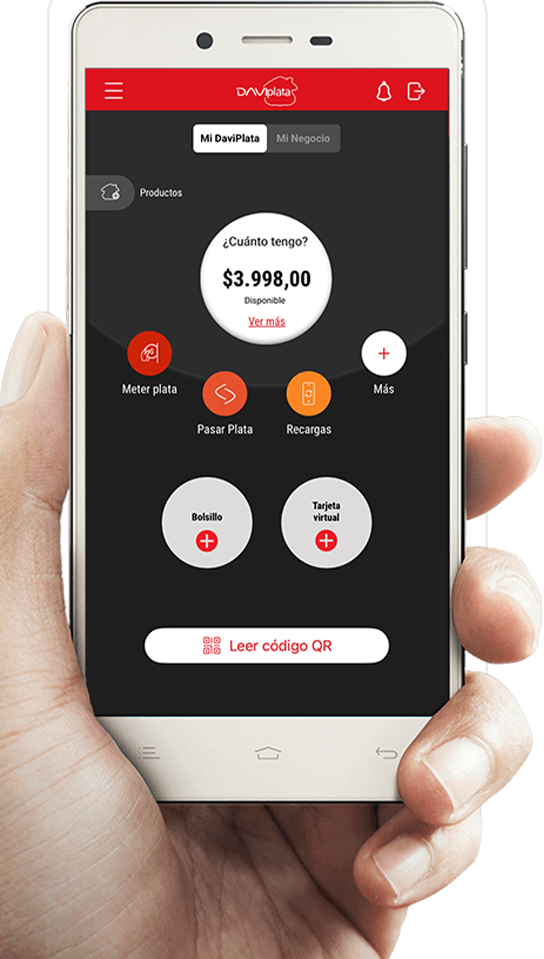 DAVIplata
Mi DaviPlata
Mi Negocio
Productos
¿Cuánto tengo?
$3.998,00
Disponible
Ver más
Meter plata
Pasar Plata
Recargas
Más
Bolsillo
Tarjeta
virtual
Leer código QR